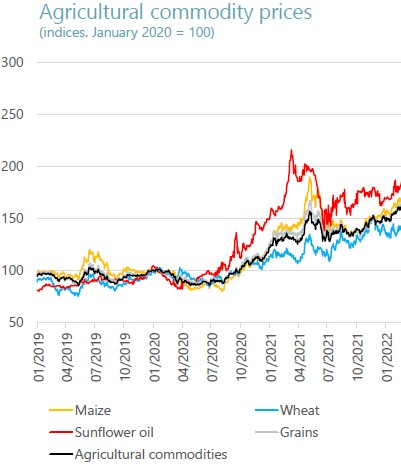 Agricultural commodity prices
(indices. January 2020 = 100)
300
250
200
150
100
50
01/2019
04/2019
07/2019
10/2019
01/2020
04/2020
07/2020
10/2020
01/2021
04/2021
07/2021
10/2021
01/2022
Maize
Wheat
Sunflower oil
Grains
Agricultural commodities